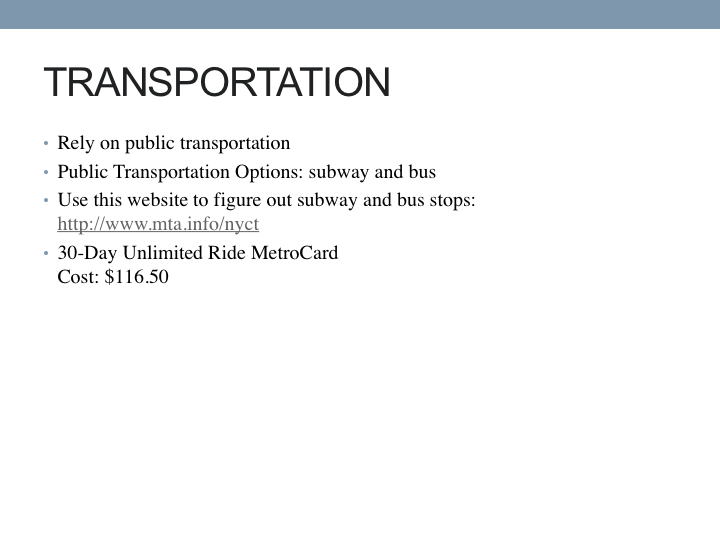 TRANSPORTATION
• Rely on public transportation
• Public Transportation Options: subway and bus
• Use this website to figure out subway and bus stops:
http://www.mta.info/nyct
• 30-Day Unlimited Ride MetroCard
Cost: $116.50